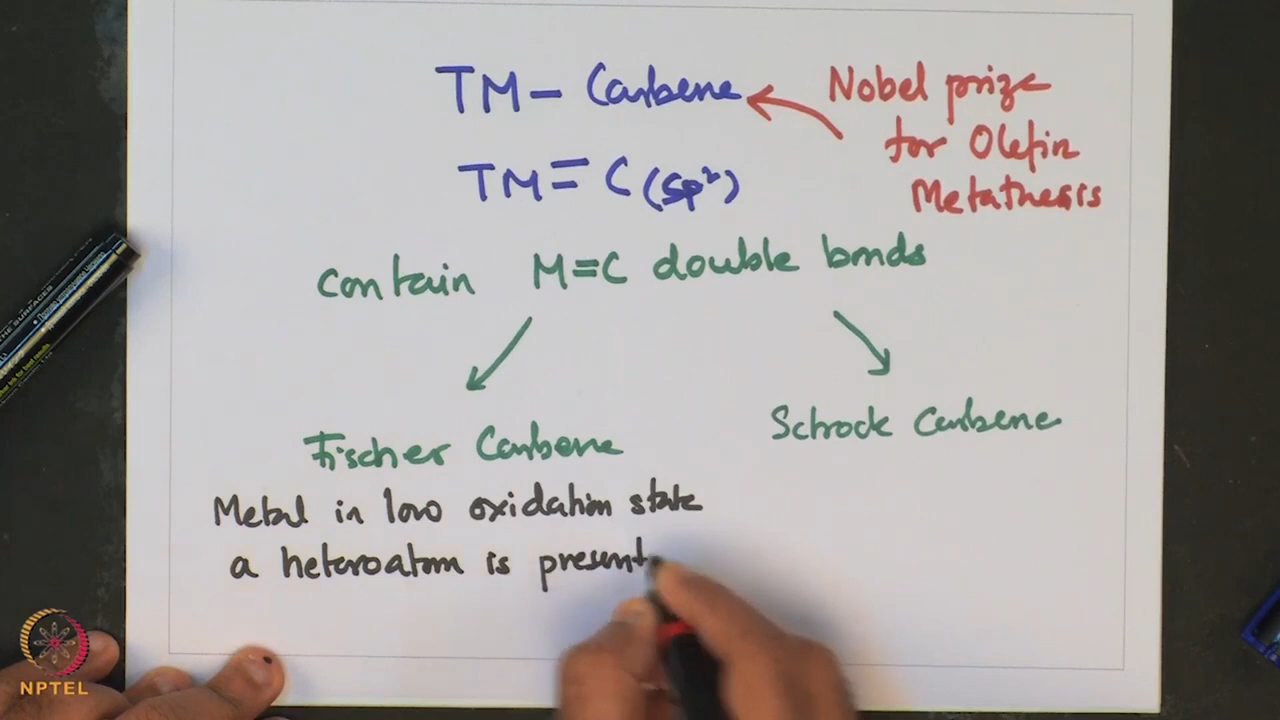 TM - Carbene
Nobel prize
for Olefin
Metathesis
TM = C (sp²)
contain M=C double bonds
Fischer Carbene
Schrock Carbene
Metal in low oxidation state
a heteroatom is present
NPTEL